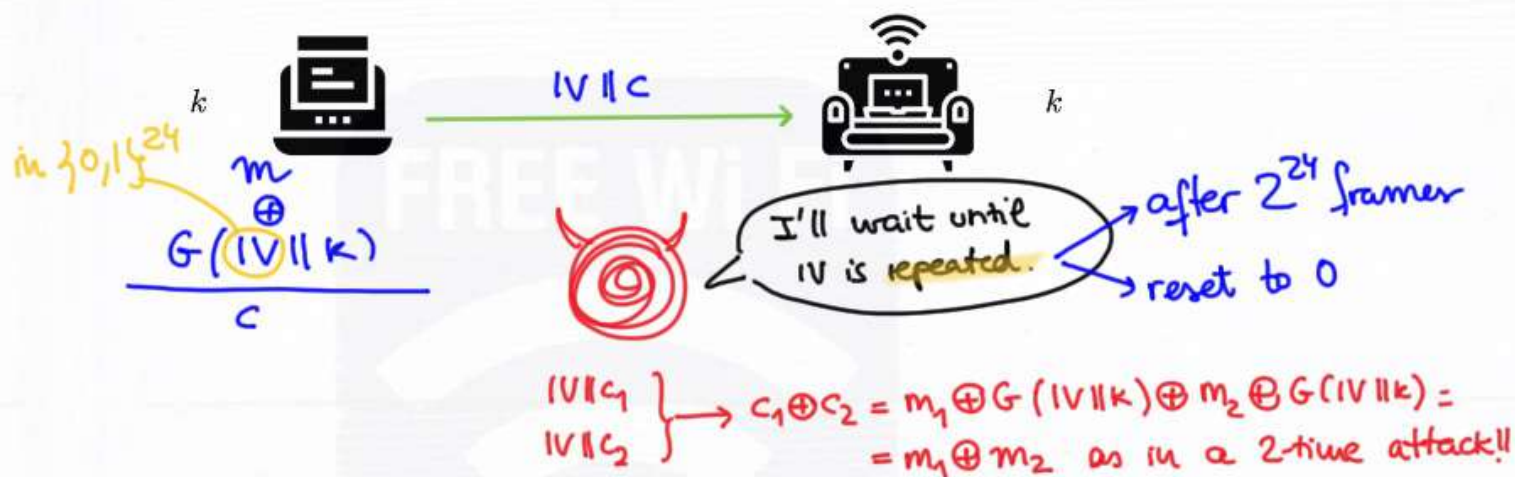 IV || C
k
k
in {0,1}^24
m
⊕
G(IV || k)
C
FREE WI FI
I'll wait until
IV is repeated.
after 2^24 frames
reset to 0
IV || c₁
IV || c₂
c₁ ⊕ c₂ = m₁ ⊕ G (IV || k) ⊕ m₂ ⊕ G(IV || k) =
= m₁ ⊕ m₂ as in a 2-time attack!!